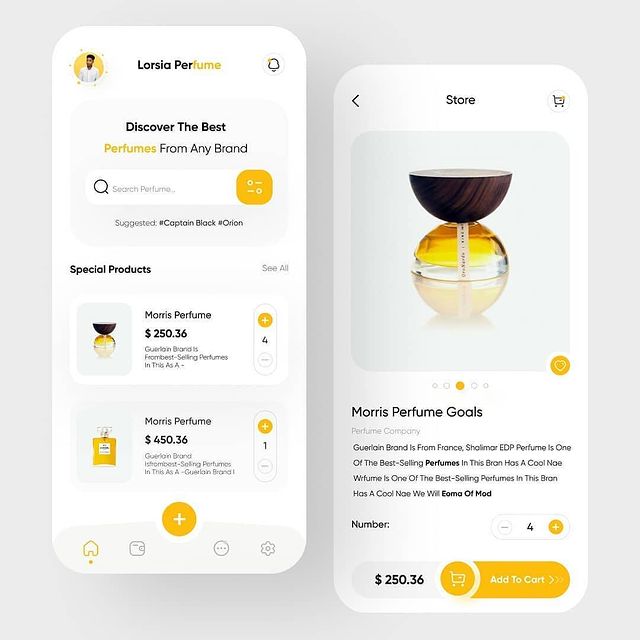 Lorsia Perfume
Discover The Best
Perfumes From Any Brand
Search Perfume..
Suggested: #Captain Black #Orion
Special Products
See All
Morris Perfume
$ 250.36
Guerlain Brand Is
Frombest-Selling Perfumes
In This As A -
4
Morris Perfume
$ 450.36
Guerlain Brand
Isfrombest-Selling Perfumes
In This As A -Guerlain Brand I
1
Store
Morris Perfume Goals
Perfume Company
Guerlain Brand Is From France, Shalimar EDP Perfume Is One
Of The Best-Selling Perfumes In This Bran Has A Cool Nae
Wrfume Is One Of The Best-Selling Perfumes In This Bran
Has A Cool Nae We Will Eoma Of Mod
Number:
4
$ 250.36
Add To Cart